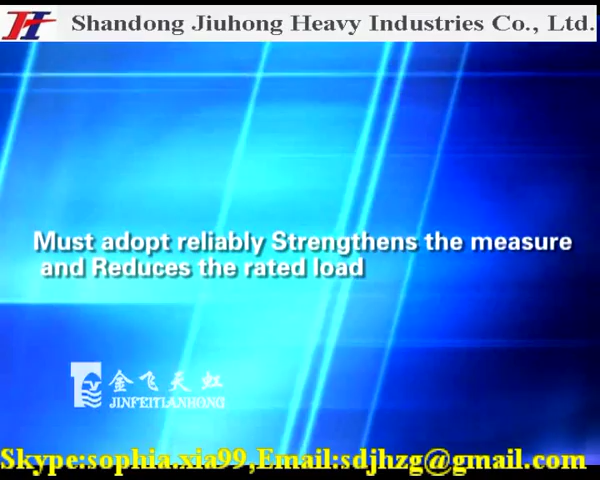 Shandong Jiuhong Heavy Industries Co., Ltd.
Must adopt reliably Strengthens the measure
and Reduces the rated load
金飞天虹
JINFEITIANHONG
Skype:sophia.xia99,Email:sdjhzg@gmail.com